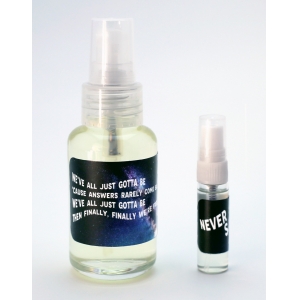 WE'VE ALL JUST GOTTA BE
'CAUSE ANSWERS RARELY COME
WE'VE ALL JUST GOTTA BE
THEN FINALLY, FINALLY WE'RE
NEVER
S